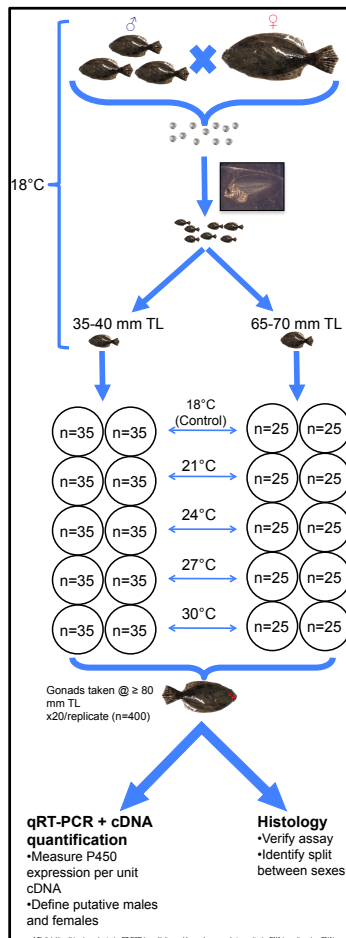 ♂ ♀
18°C
35-40 mm TL 65-70 mm TL
18°C
(Control)
n=35 n=35 n=25 n=25
21°C
n=35 n=35 n=25 n=25
24°C
n=35 n=35 n=25 n=25
27°C
n=35 n=35 n=25 n=25
30°C
n=35 n=35 n=25 n=25
Gonads taken @ ≥ 80
mm TL
x20/replicate (n=400)
qRT-PCR + cDNA
quantification
•Measure P450
expression per unit
cDNA
•Define putative males
and females
Histology
•Verify assay
•Identify split
between sexes